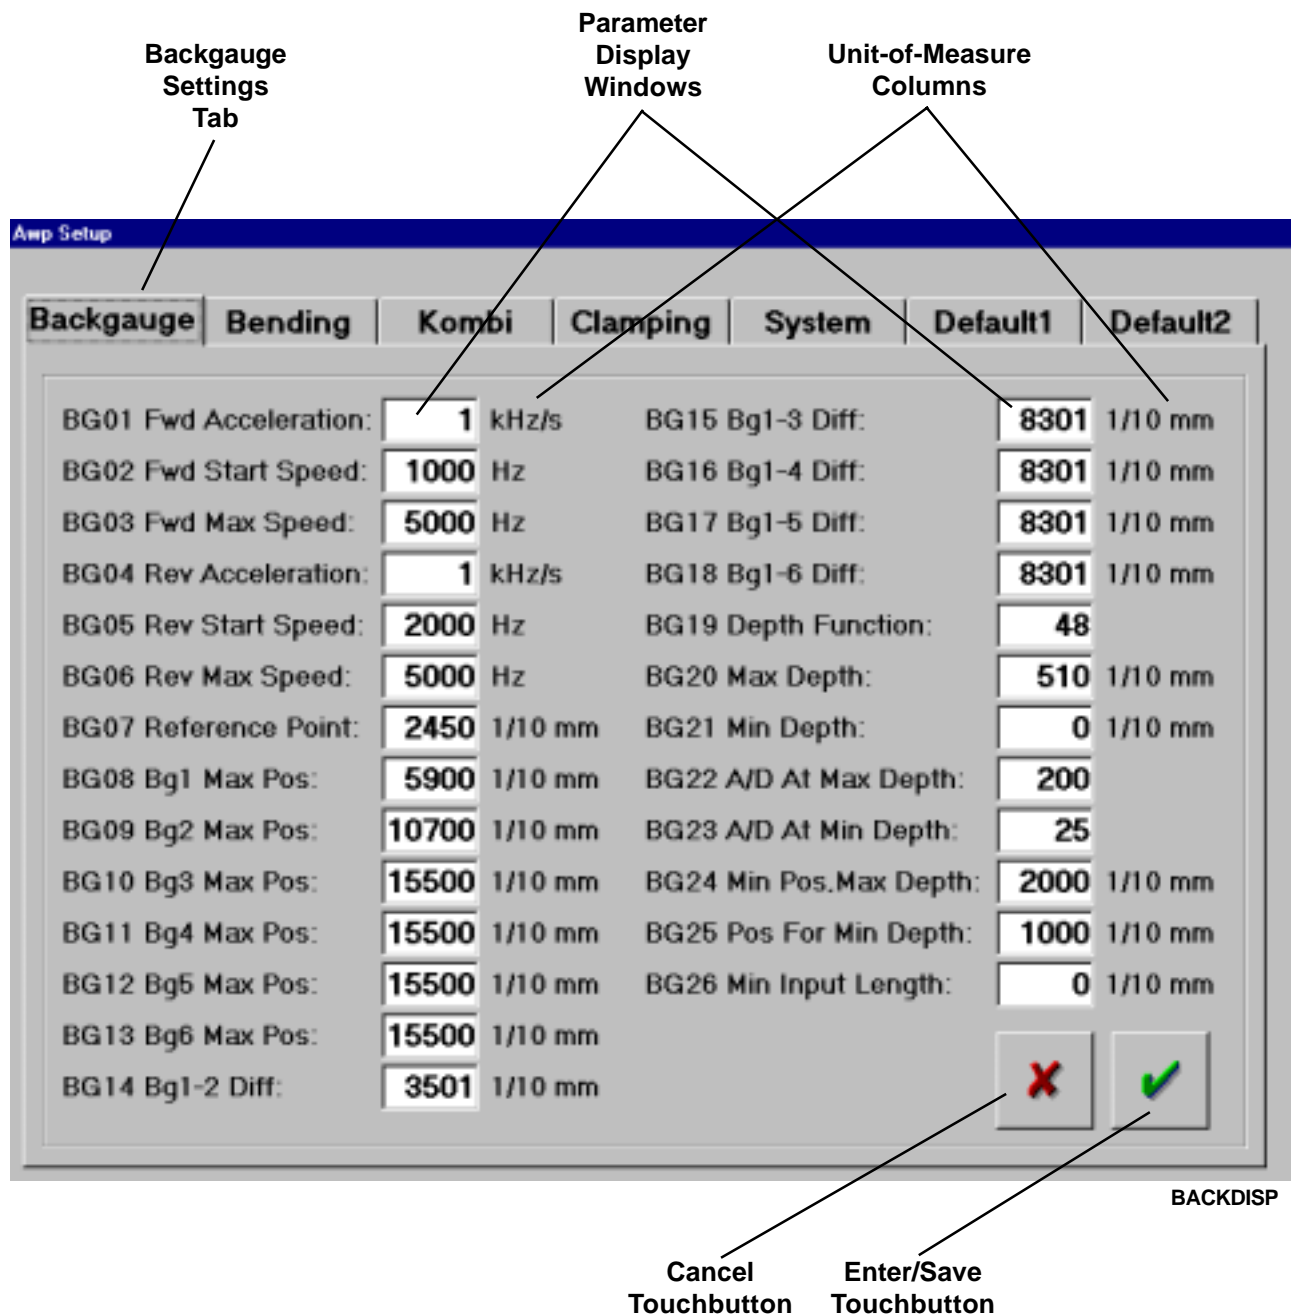 Backgauge
Settings
Tab
Parameter
Display
Windows
Unit-of-Measure
Columns
Awp Setup
Backgauge Bending Kombi Clamping System Default1 Default2
BG01 Fwd Acceleration: 1 kHz/s BG15 Bg1-3 Diff: 8301 1/10 mm
BG02 Fwd Start Speed: 1000 Hz BG16 Bg1-4 Diff: 8301 1/10 mm
BG03 Fwd Max Speed: 5000 Hz BG17 Bg1-5 Diff: 8301 1/10 mm
BG04 Rev Acceleration: 1 kHz/s BG18 Bg1-6 Diff: 8301 1/10 mm
BG05 Rev Start Speed: 2000 Hz BG19 Depth Function: 48
BG06 Rev Max Speed: 5000 Hz BG20 Max Depth: 510 1/10 mm
BG07 Reference Point: 2450 1/10 mm BG21 Min Depth: 0 1/10 mm
BG08 Bg1 Max Pos: 5900 1/10 mm BG22 A/D At Max Depth: 200
BG09 Bg2 Max Pos: 10700 1/10 mm BG23 A/D At Min Depth: 25
BG10 Bg3 Max Pos: 15500 1/10 mm BG24 Min Pos.Max Depth: 2000 1/10 mm
BG11 Bg4 Max Pos: 15500 1/10 mm BG25 Pos For Min Depth: 1000 1/10 mm
BG12 Bg5 Max Pos: 15500 1/10 mm BG26 Min Input Length: 0 1/10 mm
BG13 Bg6 Max Pos: 15500 1/10 mm
BG14 Bg1-2 Diff: 3501 1/10 mm
BACKDISP
Cancel
Touchbutton
Enter/Save
Touchbutton